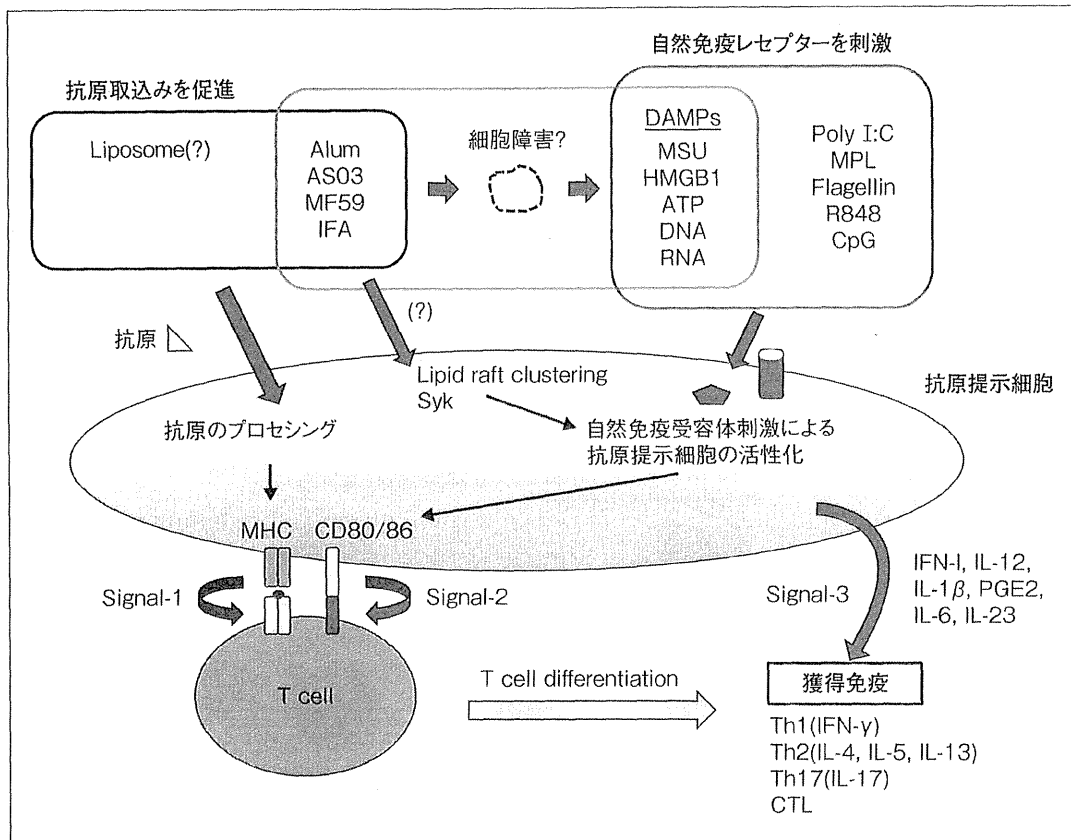 自然免疫レセプターを刺激
抗原取込みを促進
Liposome(?)
Alum
AS03
MF59
IFA
細胞障害?
DAMPs
MSU
HMGB1
ATP
DNA
RNA
Poly I:C
MPL
Flagellin
R848
CpG
抗原
(?)
Lipid raft clustering
Syk
抗原提示細胞
抗原のプロセシング
自然免疫受容体刺激による
抗原提示細胞の活性化
MHC CD80/86
Signal-1
Signal-2
Signal-3
IFN-I, IL-12,
IL-1β, PGE2,
IL-6, IL-23
T cell
T cell differentiation
獲得免疫
Th1(IFN-γ)
Th2(IL-4, IL-5, IL-13)
Th17(IL-17)
CTL